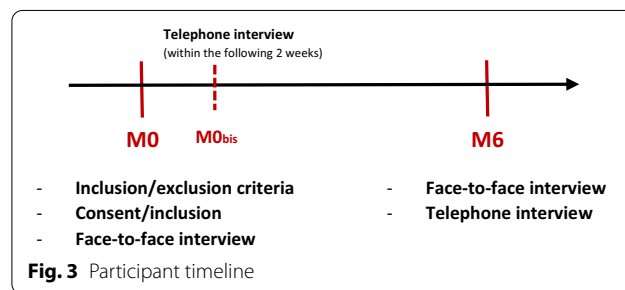 Telephone interview
(within the following 2 weeks)
M0
M0bis
M6
- Inclusion/exclusion criteria
- Consent/inclusion
- Face-to-face interview
- Face-to-face interview
- Telephone interview
Fig. 3 Participant timeline